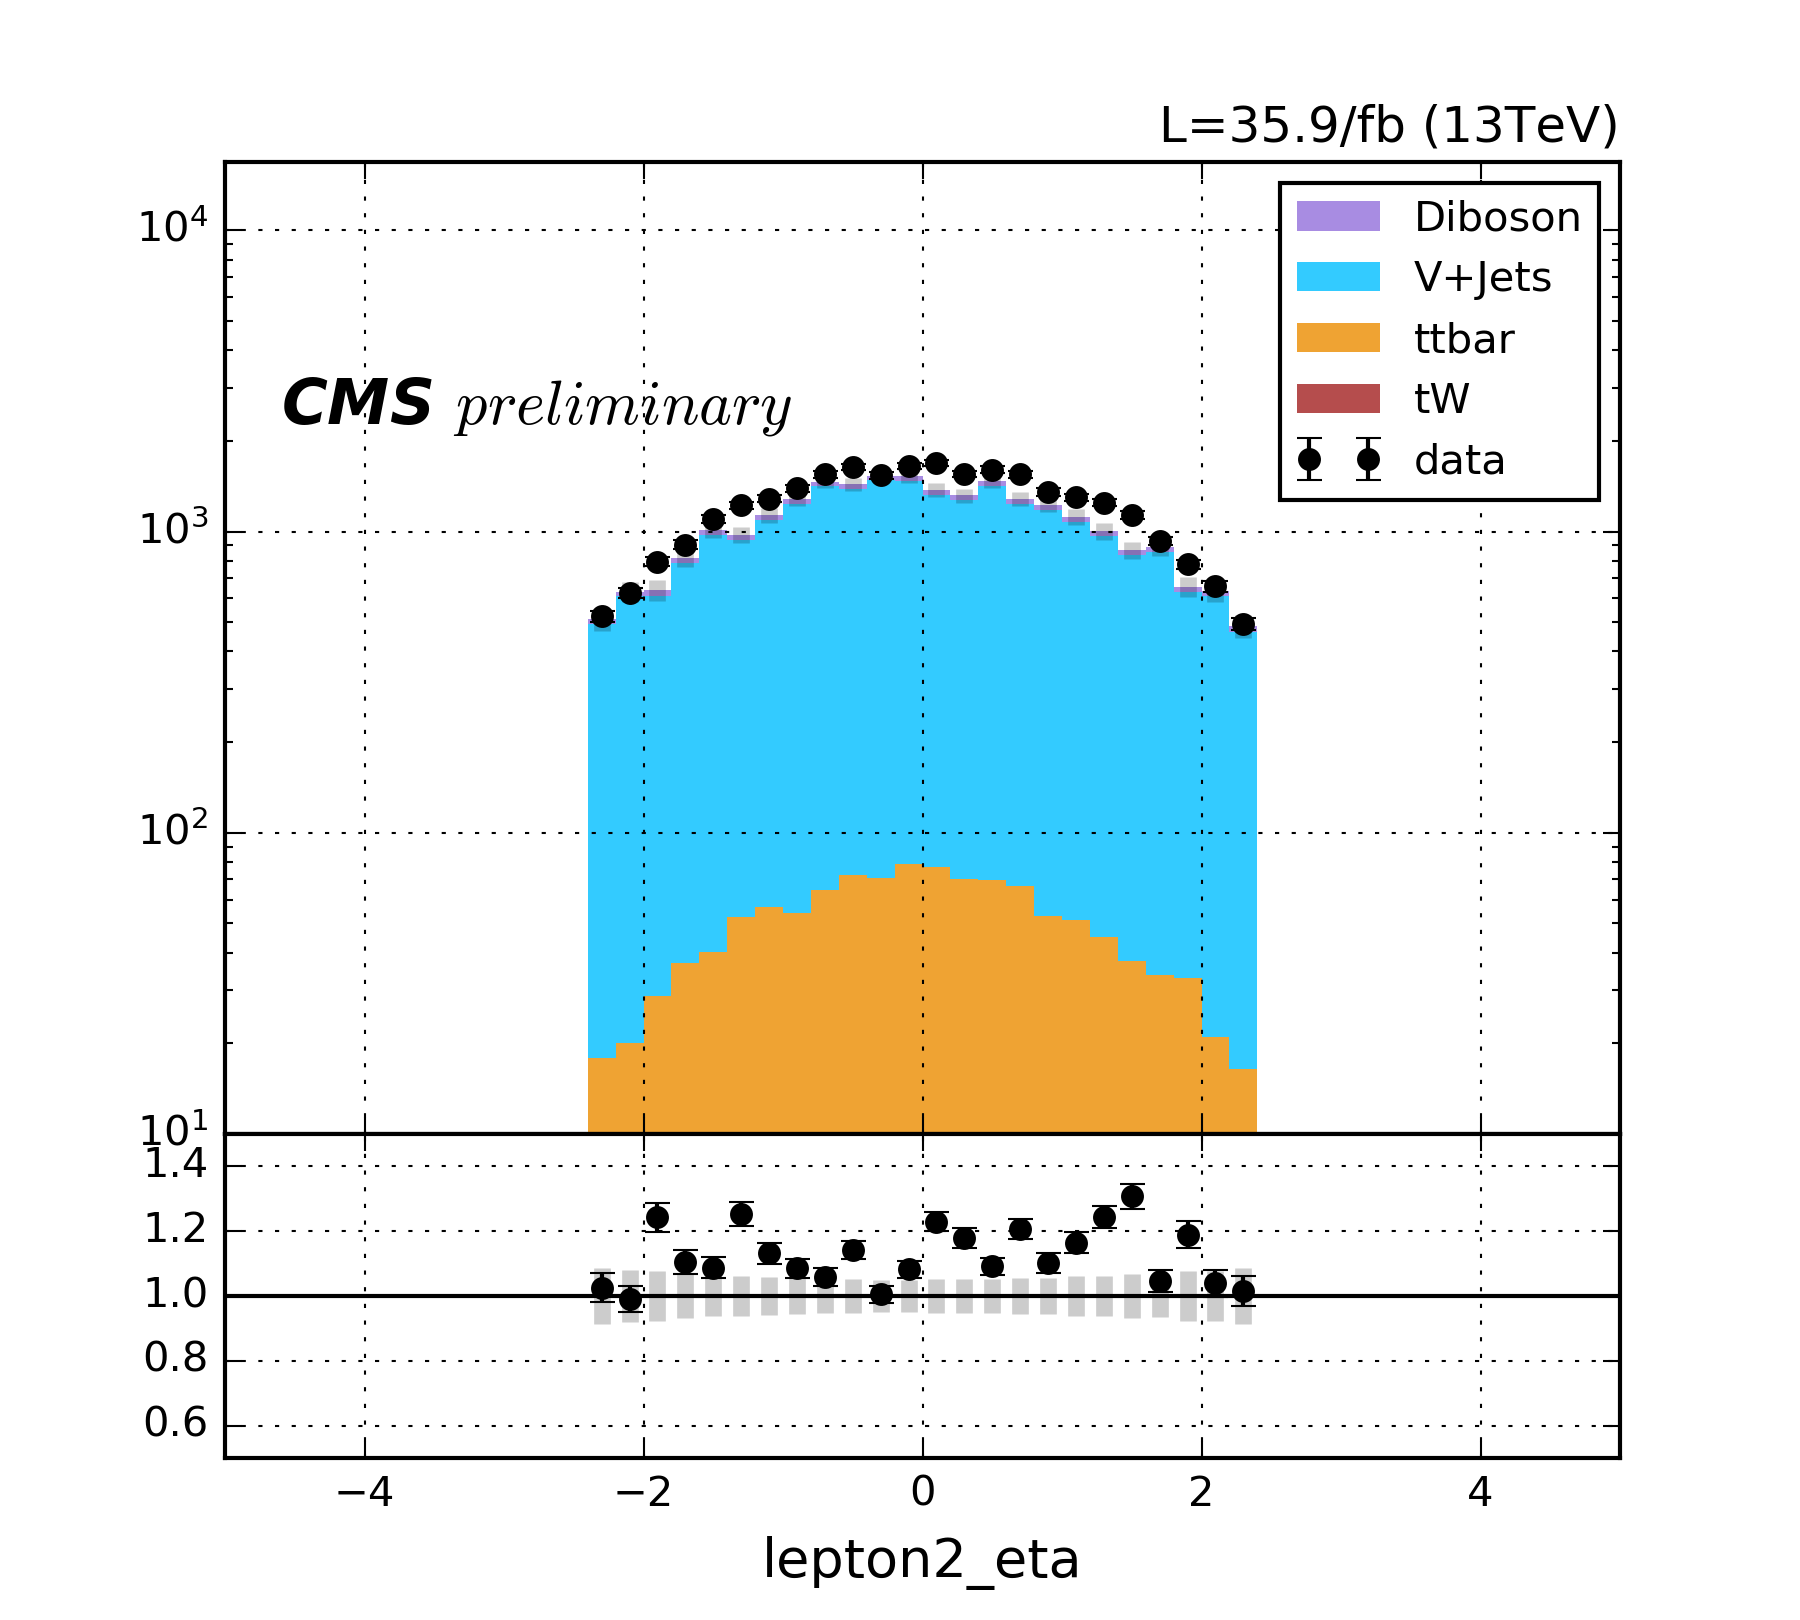 L=35.9/fb (13TeV)
10⁴
10³
10²
10¹
CMS preliminary
Diboson
V+Jets
ttbar
tW
data
1.4
1.2
1.0
0.8
0.6
−4 −2 0 2 4
lepton2_eta